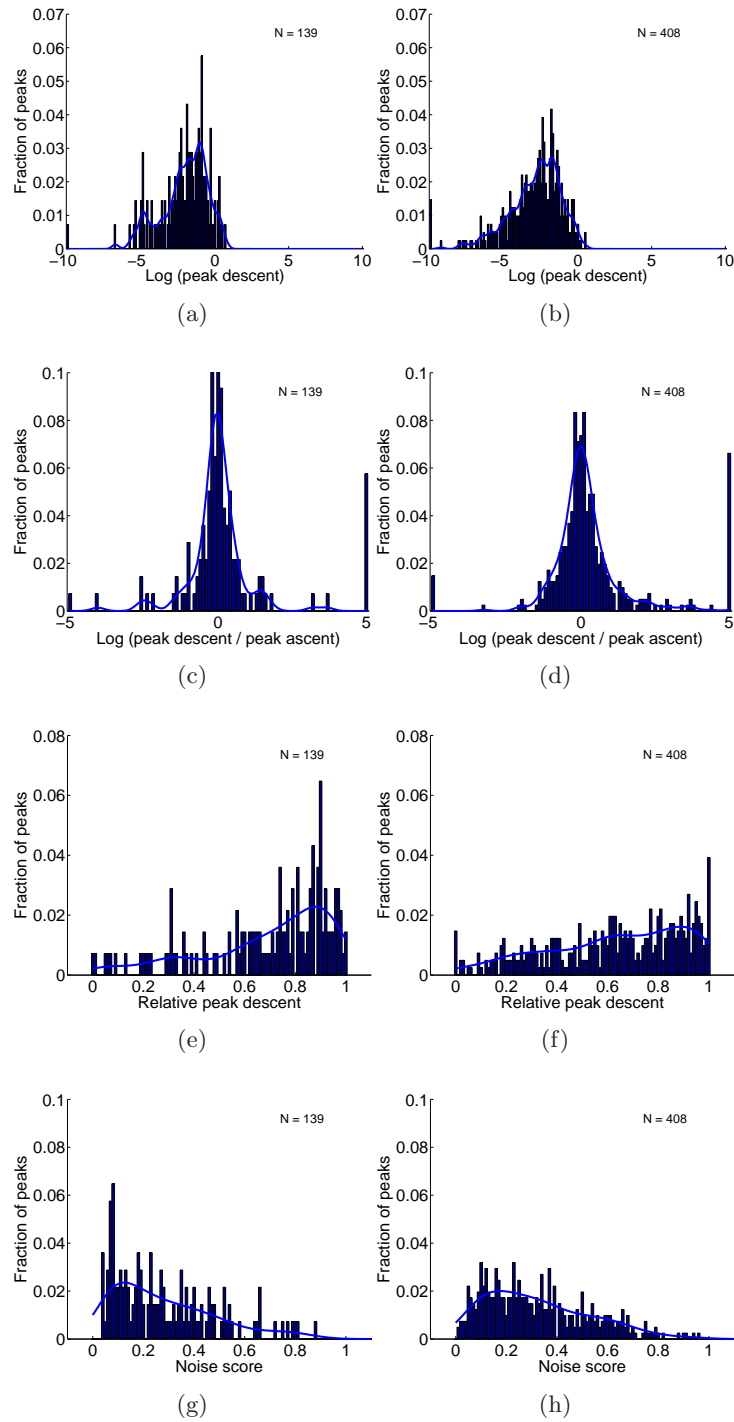 0.07
0.06
0.05
0.04
0.03
0.02
0.01
0
Fraction of peaks
N = 139
−10 −5 0 5 10
Log (peak descent)
(a)
0.07
0.06
0.05
0.04
0.03
0.02
0.01
0
Fraction of peaks
N = 408
−10 −5 0 5 10
Log (peak descent)
(b)
0.1
0.08
0.06
0.04
0.02
0
Fraction of peaks
N = 139
−5 0 5
Log (peak descent / peak ascent)
(c)
0.1
0.08
0.06
0.04
0.02
0
Fraction of peaks
N = 408
−5 0 5
Log (peak descent / peak ascent)
(d)
0.08
0.06
0.04
0.02
0
Fraction of peaks
N = 139
0 0.2 0.4 0.6 0.8 1
Relative peak descent
(e)
0.08
0.06
0.04
0.02
0
Fraction of peaks
N = 408
0 0.2 0.4 0.6 0.8 1
Relative peak descent
(f)
0.1
0.08
0.06
0.04
0.02
0
Fraction of peaks
N = 139
0 0.2 0.4 0.6 0.8 1
Noise score
(g)
0.1
0.08
0.06
0.04
0.02
0
Fraction of peaks
N = 408
0 0.2 0.4 0.6 0.8 1
Noise score
(h)